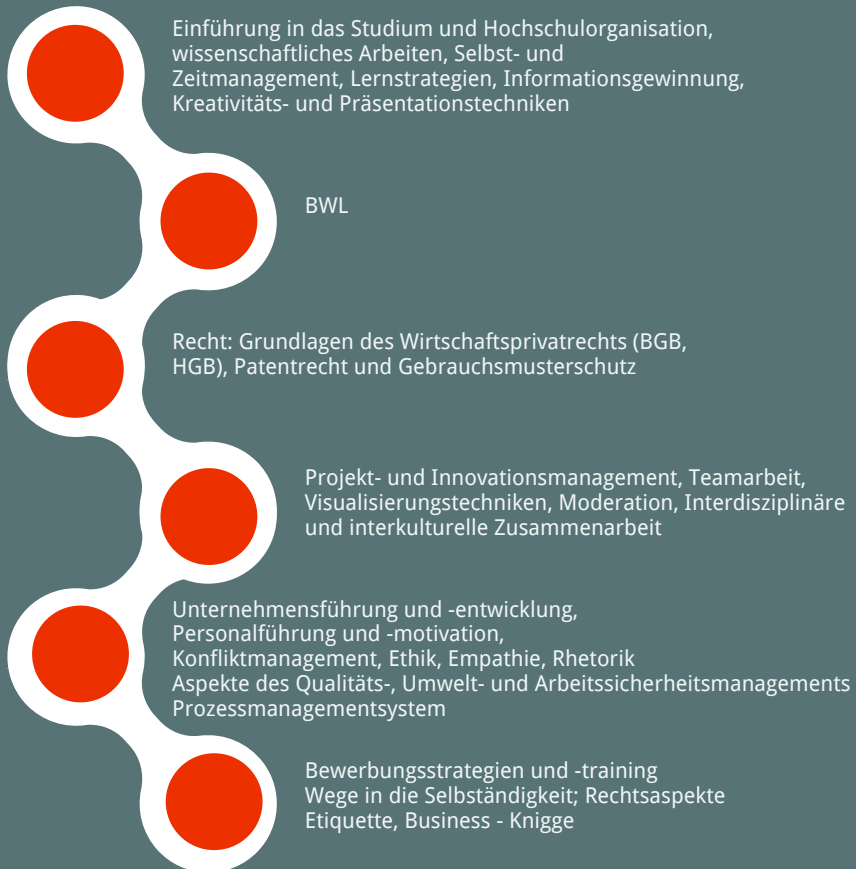 Einführung in das Studium und Hochschulorganisation,
wissenschaftliches Arbeiten, Selbst- und
Zeitmanagement, Lernstrategien, Informationsgewinnung,
Kreativitäts- und Präsentationstechniken
BWL
Recht: Grundlagen des Wirtschaftsprivatrechts (BGB,
HGB), Patentrecht und Gebrauchsmusterschutz
Projekt- und Innovationsmanagement, Teamarbeit,
Visualisierungstechniken, Moderation, Interdisziplinäre
und interkulturelle Zusammenarbeit
Unternehmensführung und -entwicklung,
Personalführung und -motivation,
Konfliktmanagement, Ethik, Empathie, Rhetorik
Aspekte des Qualitäts-, Umwelt- und Arbeitssicherheitsmanagements
Prozessmanagementsystem
Bewerbungsstrategien und -training
Wege in die Selbständigkeit; Rechtsaspekte
Etiquette, Business - Knigge